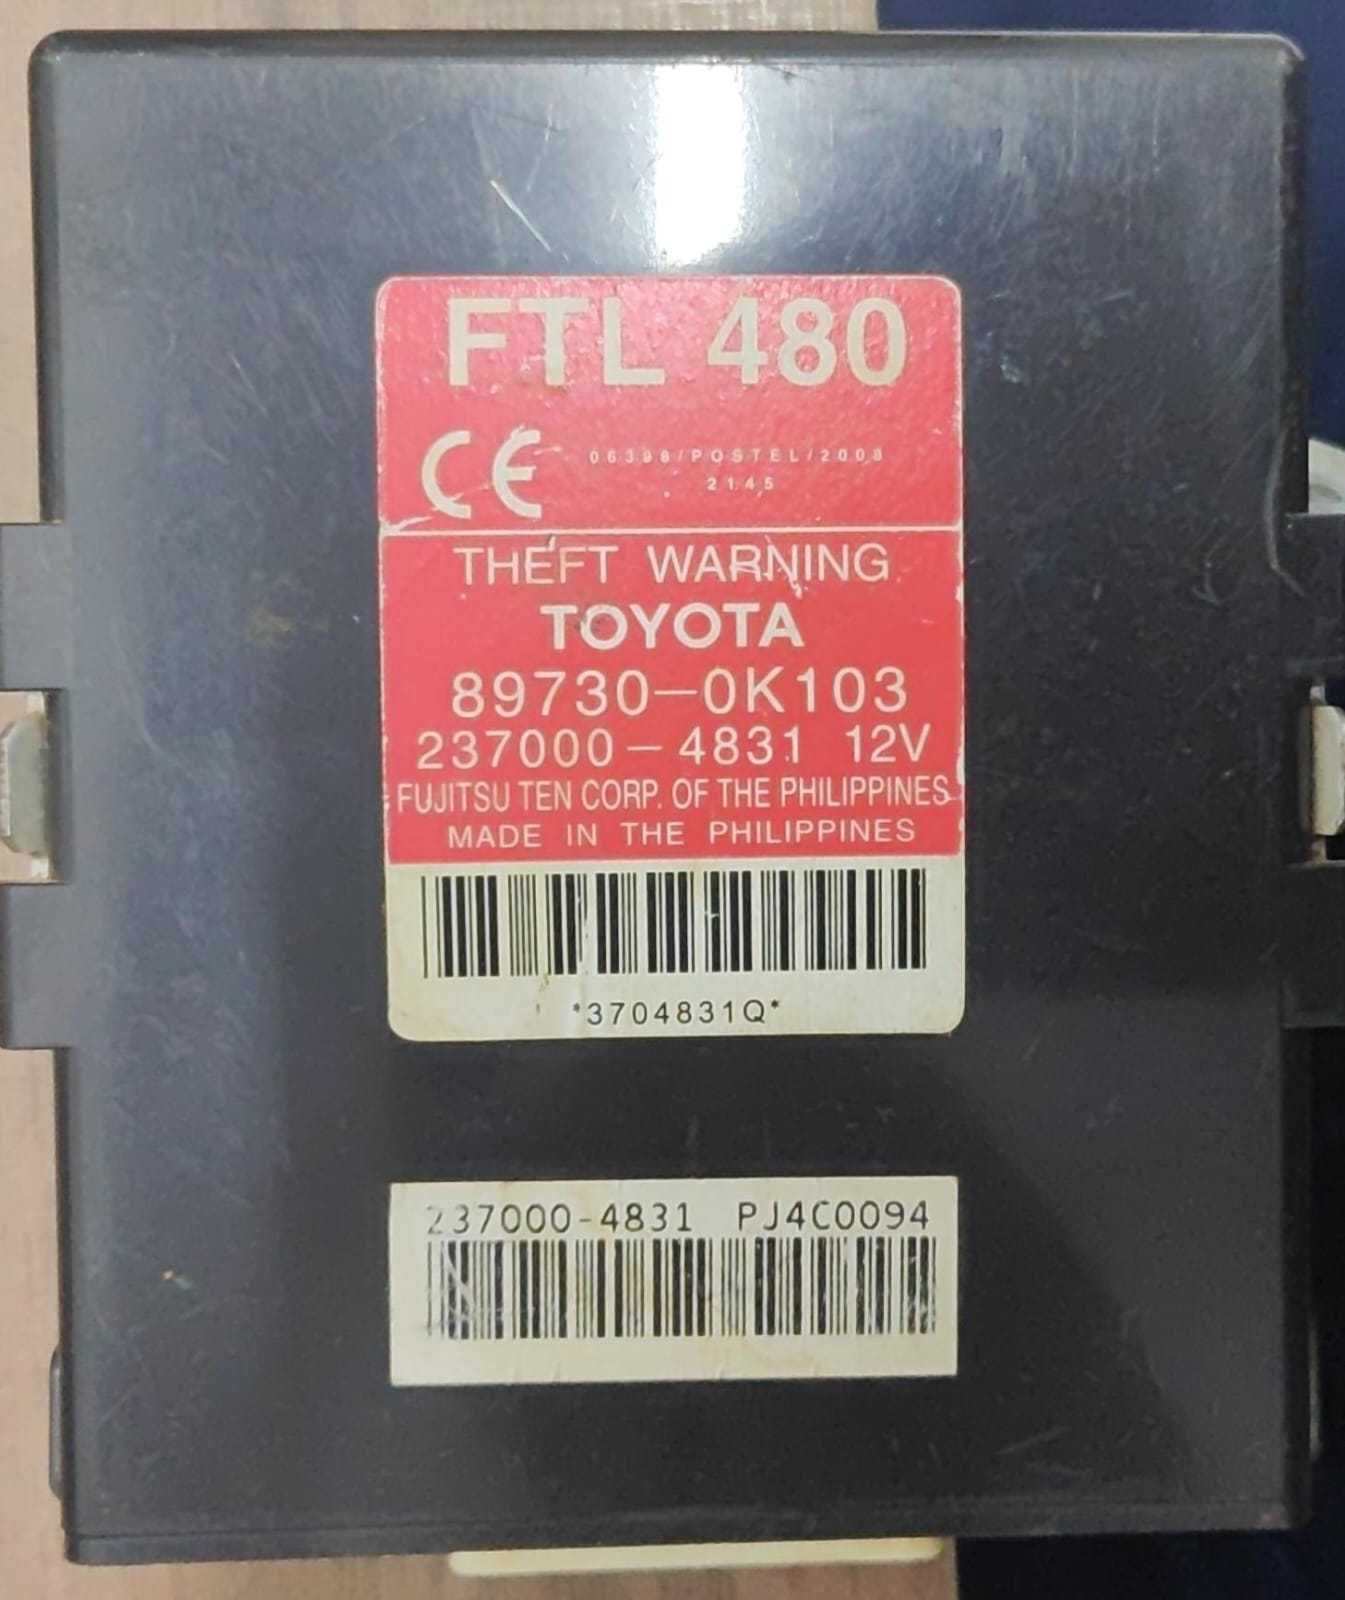 FTL 480
CE 06398/POSTEL/2008
2145
THEFT WARNING
TOYOTA
89730-0K103
237000-4831 12V
FUJITSU TEN CORP. OF THE PHILIPPINES
MADE IN THE PHILIPPINES
*3704831Q*
237000-4831 PJ4C0094